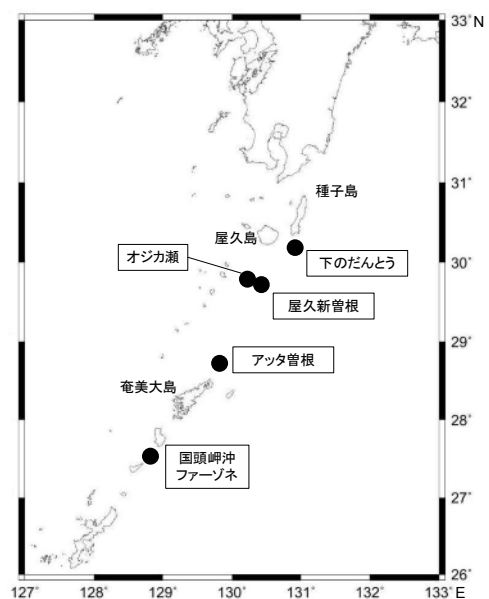 33°N
32°
31°
種子島
屋久島
オジカ瀬
下のだんとう
30°
屋久新曽根
29°
アッタ曽根
奄美大島
28°
国頭岬沖
ファーゾネ
27°
26°
127° 128° 129° 130° 131° 132° 133°E